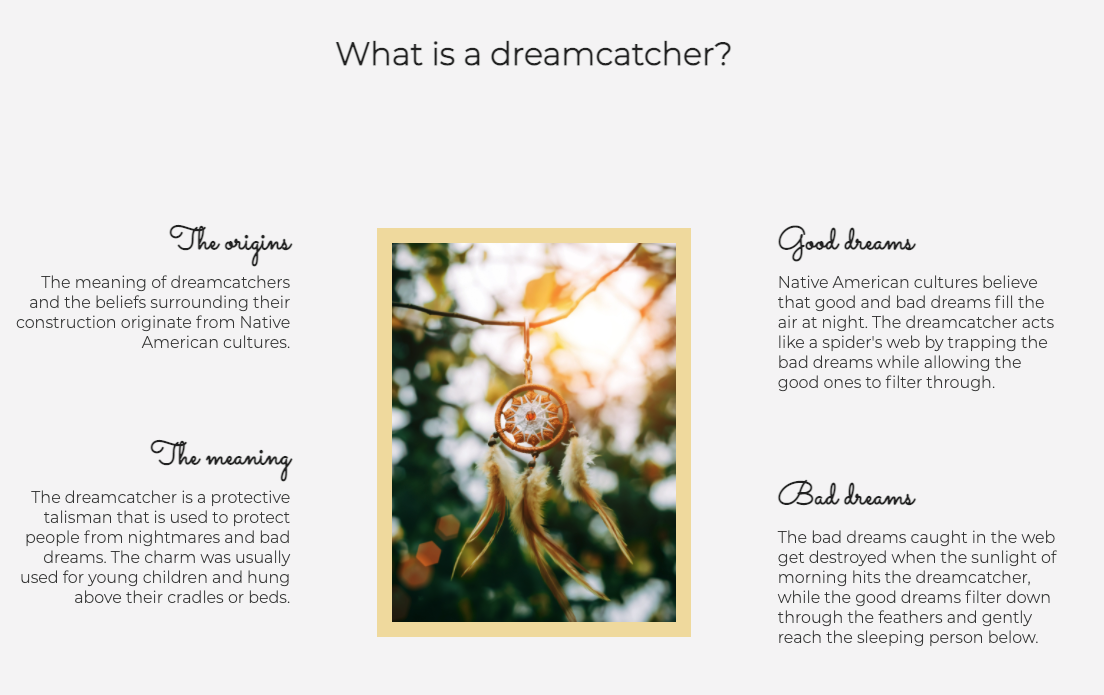 What is a dreamcatcher?
The origins
The meaning of dreamcatchers
and the beliefs surrounding their
construction originate from Native
American cultures.
The meaning
The dreamcatcher is a protective
talisman that is used to protect
people from nightmares and bad
dreams. The charm was usually
used for young children and hung
above their cradles or beds.
Good dreams
Native American cultures believe
that good and bad dreams fill the
air at night. The dreamcatcher acts
like a spider's web by trapping the
bad dreams while allowing the
good ones to filter through.
Bad dreams
The bad dreams caught in the web
get destroyed when the sunlight of
morning hits the dreamcatcher,
while the good dreams filter down
through the feathers and gently
reach the sleeping person below.